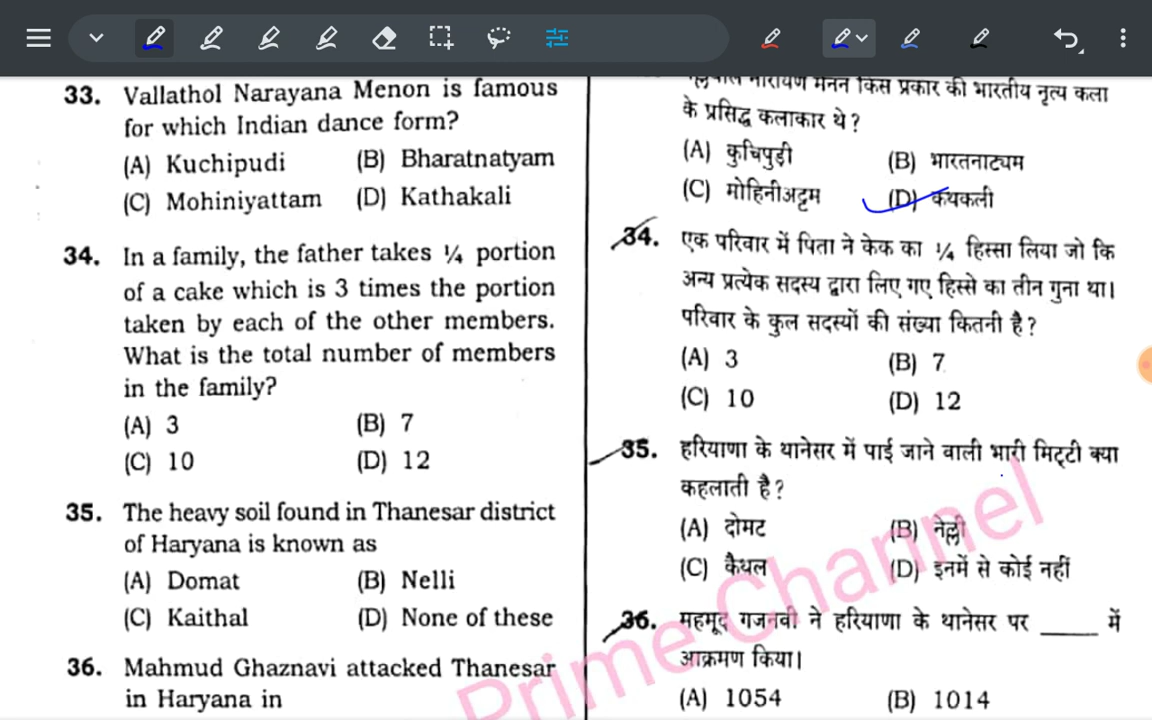 33. Vallathol Narayana Menon is famous
for which Indian dance form?
(A) Kuchipudi (B) Bharatnatyam
(C) Mohiniyattam (D) Kathakali
34. In a family, the father takes ¼ portion
of a cake which is 3 times the portion
taken by each of the other members.
What is the total number of members
in the family?
(A) 3 (B) 7
(C) 10 (D) 12
35. The heavy soil found in Thanesar district
of Haryana is known as
(A) Domat (B) Nelli
(C) Kaithal (D) None of these
36. Mahmud Ghaznavi attacked Thanesar
in Haryana in
नारायण मेनन किस प्रकार की भारतीय नृत्य कला
के प्रसिद्ध कलाकार थे?
(A) कुचिपुड़ी (B) भारतनाट्यम
(C) मोहिनीअट्टम (D) कथकली
34. एक परिवार में पिता ने केक का ¼ हिस्सा लिया जो कि
अन्य प्रत्येक सदस्य द्वारा लिए गए हिस्से का तीन गुना था।
परिवार के कुल सदस्यों की संख्या कितनी है?
(A) 3 (B) 7
(C) 10 (D) 12
35. हरियाणा के थानेसर में पाई जाने वाली भारी मिट्टी क्या
कहलाती है?
(A) दोमट (B) नेल्ली
(C) कैथल (D) इनमें से कोई नहीं
36. महमूद गजनवी ने हरियाणा के थानेसर पर _____ में
आक्रमण किया।
(A) 1054 (B) 1014
Prime Channel